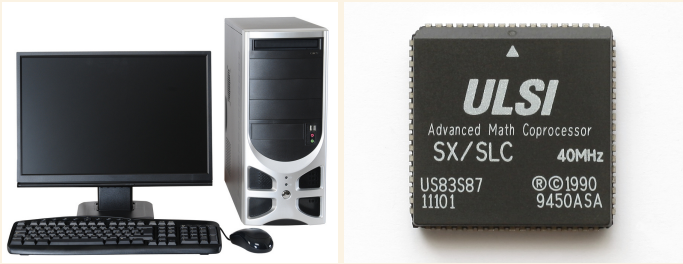 ULSI
Advanced Math Coprocessor
SX/SLC 40MHz
US83S87 ®©1990
11101 9450ASA